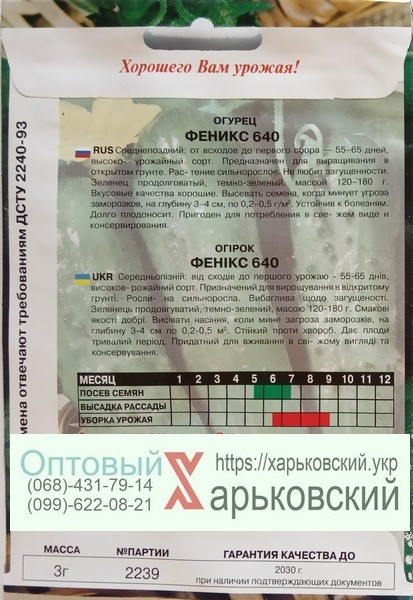 Хорошего Вам урожая!
ОГУРЕЦ
ФЕНИКС 640
RUS Среднепоздний: от всходов до первого сбора — 55–65 дней,
высоко- урожайный сорт. Предназначен для выращивания в
открытом грунте. Рас- тение сильнорослое. Не любит загущенности.
Зеленец продолговатый, темно-зеленый, массой 120–180 г.
Вкусовые качества хорошие. Высевать семена, когда минует угроза
заморозков, на глубину 3–4 см, по 0,2–0,5 г/м². Устойчив к болезням.
Долго плодоносит. Пригоден для потребления в све- жем виде и
консервирования.
ОГІРОК
ФЕНІКС 640
UKR Середньопізній: від сходів до першого урожаю - 55-65 днів,
високов- рожайний сорт. Призначений для вирощування в відкритому
грунті. Росли- на сильноросла. Вибаглива щодо загущеності.
Зеленець продовгуватий, темно-зелений, масою 120-180 г. Смакові
якості добрі. Висівати насіння, коли мине загроза заморозків, на
глибину 3-4 см по 0,2-0,5 м². Стійкий проти хвороб. Дає плоди
тривалий період. Придатний для вживання в сві- жому вигляді та
консервування.
МЕСЯЦ 1 2 3 4 5 6 7 8 9 10 11 12
ПОСЕВ СЕМЯН
ВЫСАДКА РАССАДЫ
УБОРКА УРОЖАЯ
мена отвечают требованиям ДСТУ 2240-93
Оптовый
(068)-431-79-14
(099)-622-08-21
https://харьковский.укр
Харьковский
МАССА №ПАРТИИ ГАРАНТИЯ КАЧЕСТВА ДО
3г 2239 2030 г.
при наличии подтверждающих документов